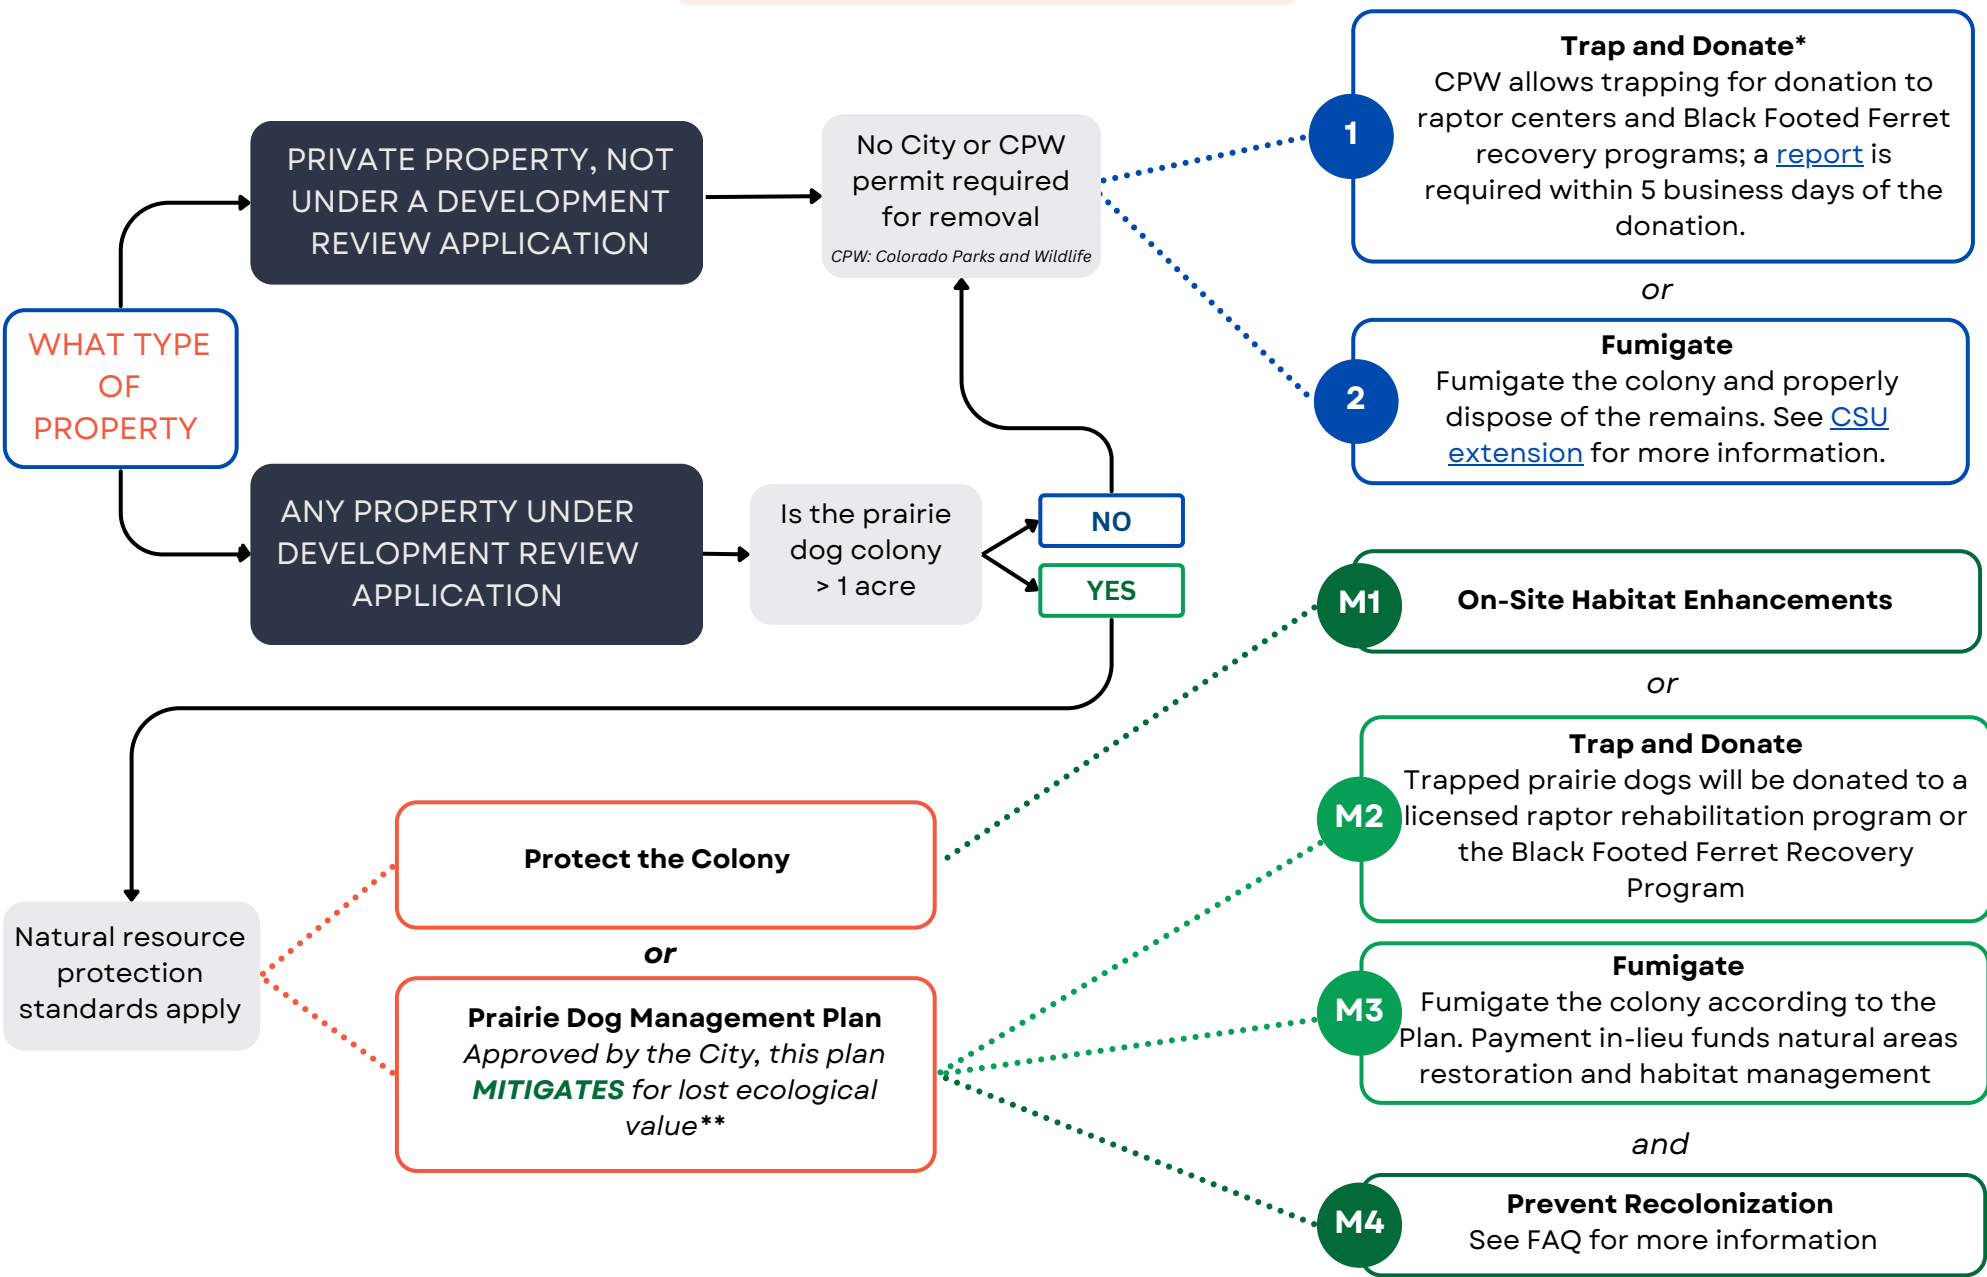 WHAT TYPE
OF
PROPERTY
PRIVATE PROPERTY, NOT
UNDER A DEVELOPMENT
REVIEW APPLICATION
No City or CPW
permit required
for removal
CPW: Colorado Parks and Wildlife
1
Trap and Donate*
CPW allows trapping for donation to
raptor centers and Black Footed Ferret
recovery programs; a report is
required within 5 business days of the
donation.
or
2
Fumigate
Fumigate the colony and properly
dispose of the remains. See CSU
extension for more information.
ANY PROPERTY UNDER
DEVELOPMENT REVIEW
APPLICATION
Is the prairie
dog colony
> 1 acre
NO
YES
Natural resource
protection
standards apply
Protect the Colony
or
Prairie Dog Management Plan
Approved by the City, this plan
MITIGATES for lost ecological
value**
M1
On-Site Habitat Enhancements
or
M2
Trap and Donate
Trapped prairie dogs will be donated to a
licensed raptor rehabilitation program or
the Black Footed Ferret Recovery
Program
M3
Fumigate
Fumigate the colony according to the
Plan. Payment in-lieu funds natural areas
restoration and habitat management
and
M4
Prevent Recolonization
See FAQ for more information